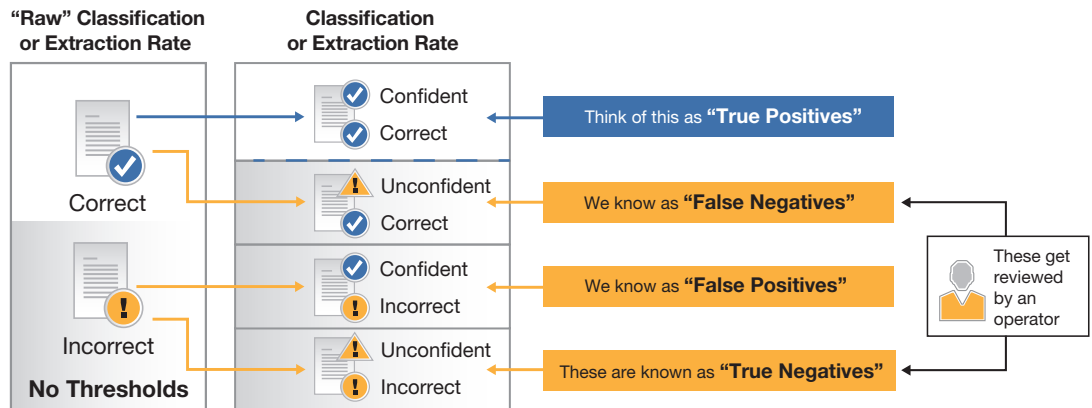 “Raw” Classification
or Extraction Rate
Classification
or Extraction Rate
Correct
Incorrect
No Thresholds
Confident
Correct
Unconfident
Correct
Confident
Incorrect
Unconfident
Incorrect
Think of this as “True Positives”
We know as “False Negatives”
We know as “False Positives”
These are known as “True Negatives”
These get
reviewed
by an
operator